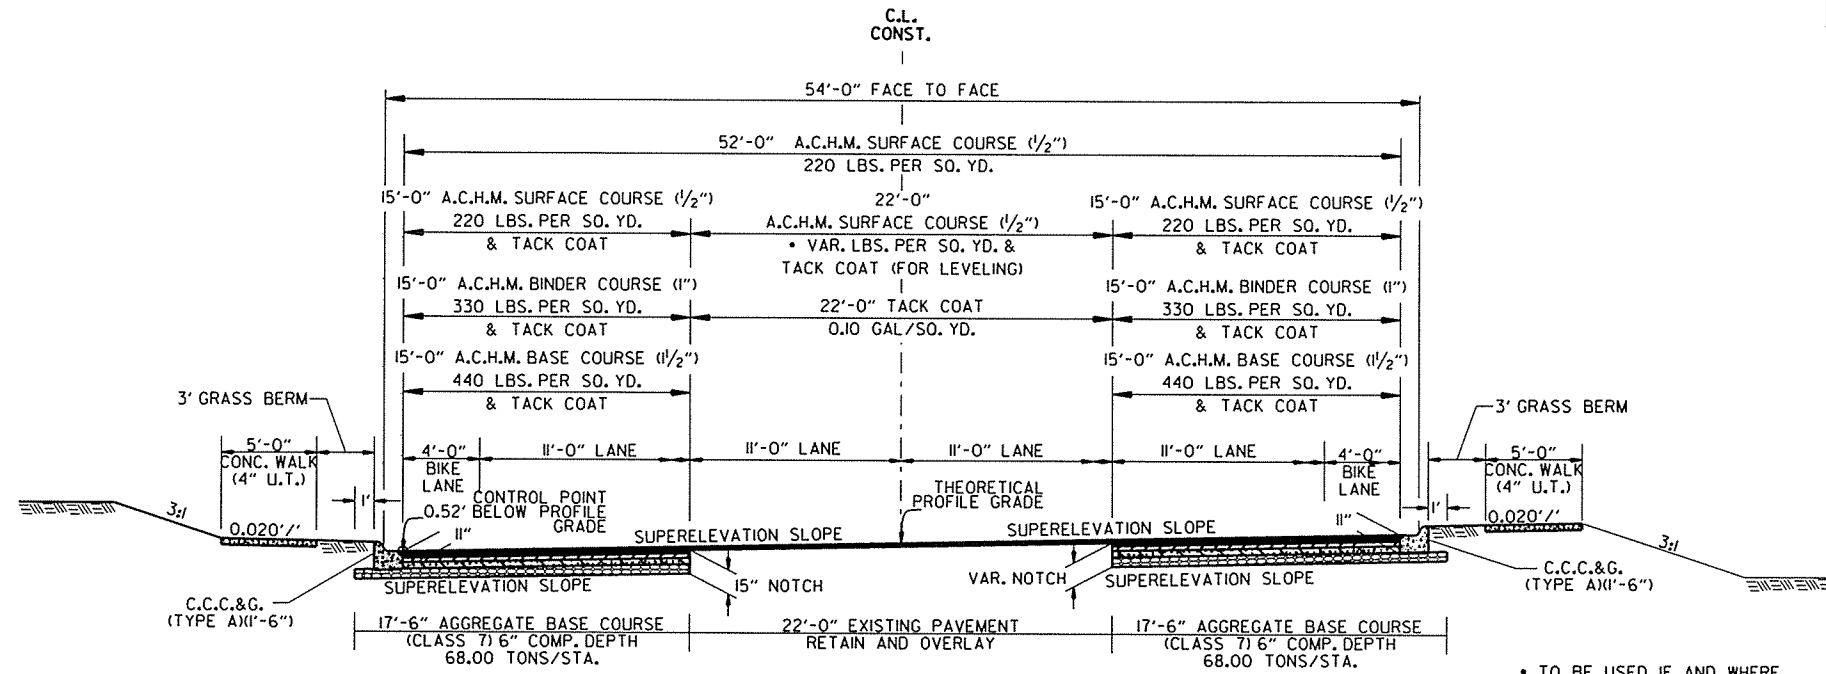 C.L.
CONST.
54'-0" FACE TO FACE
52'-0" A.C.H.M. SURFACE COURSE (1/2")
220 LBS. PER SQ. YD.
15'-0" A.C.H.M. SURFACE COURSE (1/2")
220 LBS. PER SQ. YD.
& TACK COAT
22'-0"
A.C.H.M. SURFACE COURSE (1/2")
• VAR. LBS. PER SQ. YD. &
TACK COAT (FOR LEVELING)
15'-0" A.C.H.M. SURFACE COURSE (1/2")
220 LBS. PER SQ. YD.
& TACK COAT
15'-0" A.C.H.M. BINDER COURSE (1")
330 LBS. PER SQ. YD.
& TACK COAT
22'-0" TACK COAT
0.10 GAL/SQ. YD.
15'-0" A.C.H.M. BINDER COURSE (1")
330 LBS. PER SQ. YD.
& TACK COAT
15'-0" A.C.H.M. BASE COURSE (1 1/2")
440 LBS. PER SQ. YD.
& TACK COAT
15'-0" A.C.H.M. BASE COURSE (1 1/2")
440 LBS. PER SQ. YD.
& TACK COAT
3' GRASS BERM
3' GRASS BERM
5'-0"
CONC. WALK
(4" U.T.)
4'-0"
BIKE
LANE
11'-0" LANE
11'-0" LANE
11'-0" LANE
11'-0" LANE
4'-0"
BIKE
LANE
5'-0"
CONC. WALK
(4" U.T.)
1'
CONTROL POINT
0.52' BELOW PROFILE
GRADE
THEORETICAL
PROFILE GRADE
1'
3:1
0.020'/'
11"
SUPERELEVATION SLOPE
SUPERELEVATION SLOPE
11"
0.020'/'
3:1
SUPERELEVATION SLOPE
15" NOTCH
VAR. NOTCH
SUPERELEVATION SLOPE
C.C.C.&G.
(TYPE A)(1'-6")
C.C.C.&G.
(TYPE A)(1'-6")
17'-6" AGGREGATE BASE COURSE
(CLASS 7) 6" COMP. DEPTH
68.00 TONS/STA.
22'-0" EXISTING PAVEMENT
RETAIN AND OVERLAY
17'-6" AGGREGATE BASE COURSE
(CLASS 7) 6" COMP. DEPTH
68.00 TONS/STA.
• TO BE USED IF AND WHERE